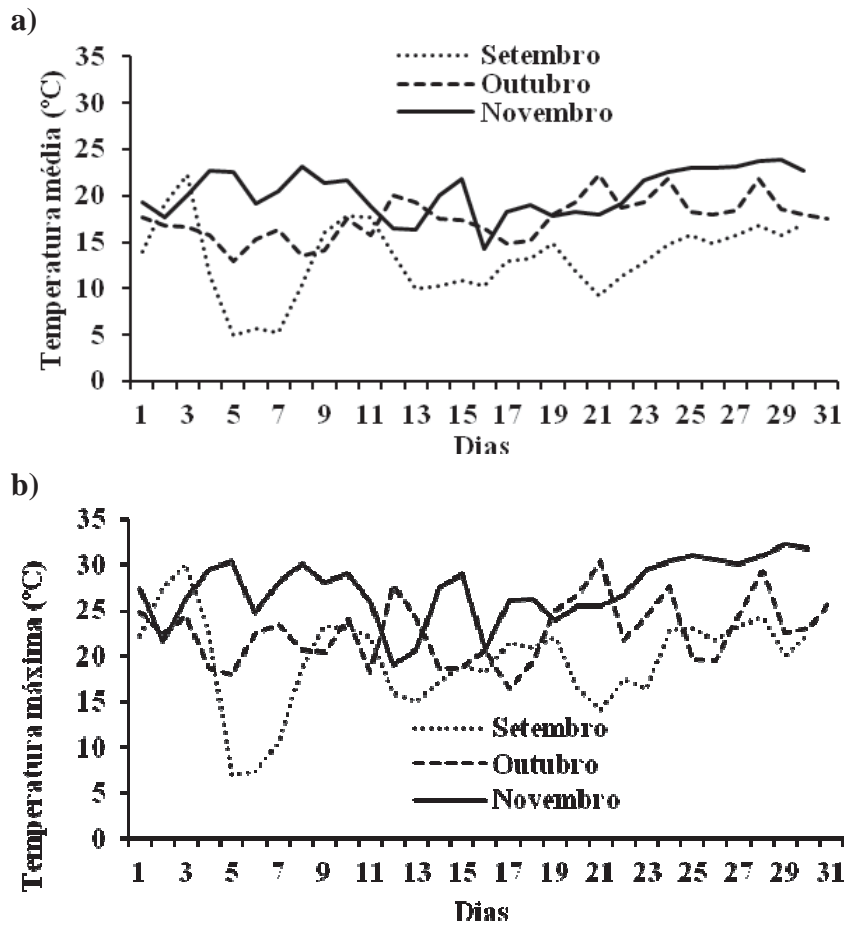 a)
Temperatura média (ºC)
35
30
25
20
15
10
5
0
Setembro
Outubro
Novembro
1 3 5 7 9 11 13 15 17 19 21 23 25 27 29 31
Dias
b)
Temperatura máxima (ºC)
35
30
25
20
15
10
5
0
Setembro
Outubro
Novembro
1 3 5 7 9 11 13 15 17 19 21 23 25 27 29 31
Dias